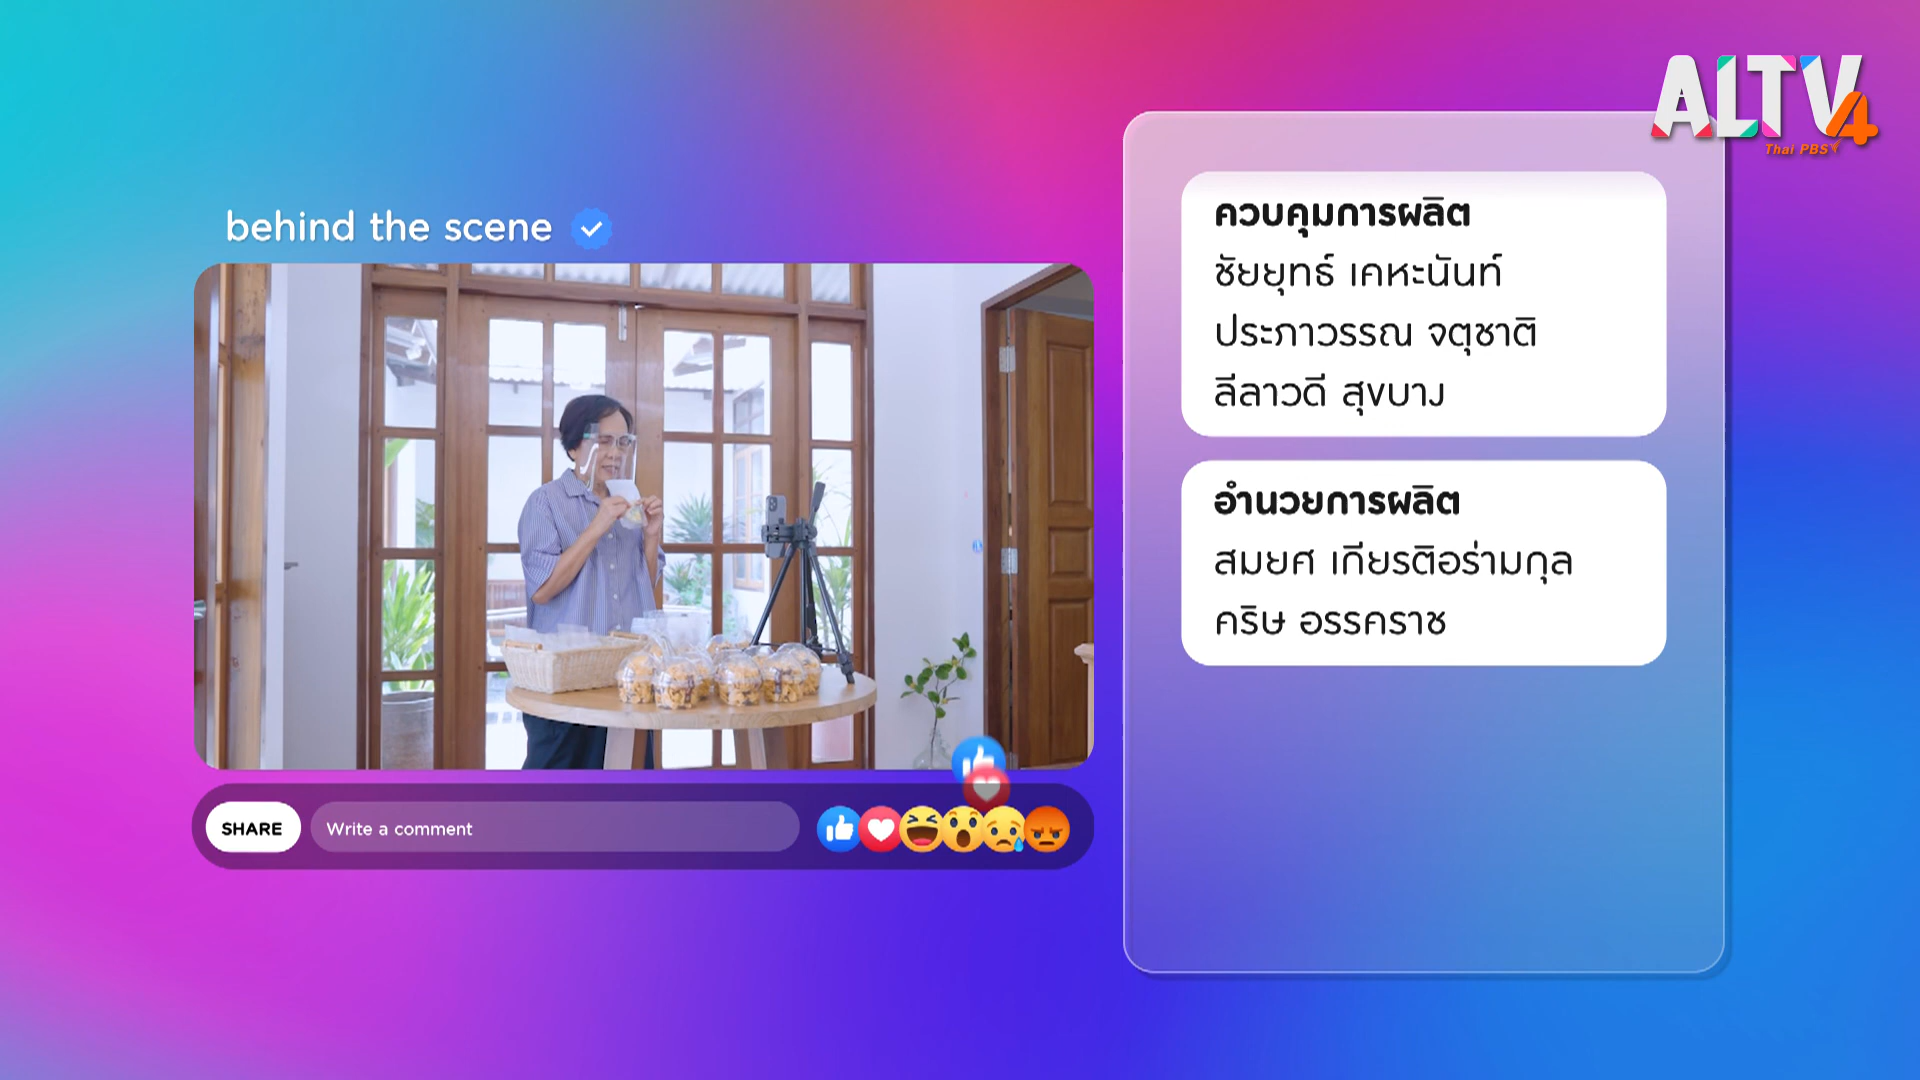 ALTV4
Thai PBS
behind the scene
SHARE
Write a comment
ควบคุมการผลิต
ชัยยุทธ์ เคหะนันท์
ประภาวรรณ จตุชาติ
ลีลาวดี สุขบาง
อำนวยการผลิต
สมยศ เกียรติอร่ามกุล
คริษ อรรคราช